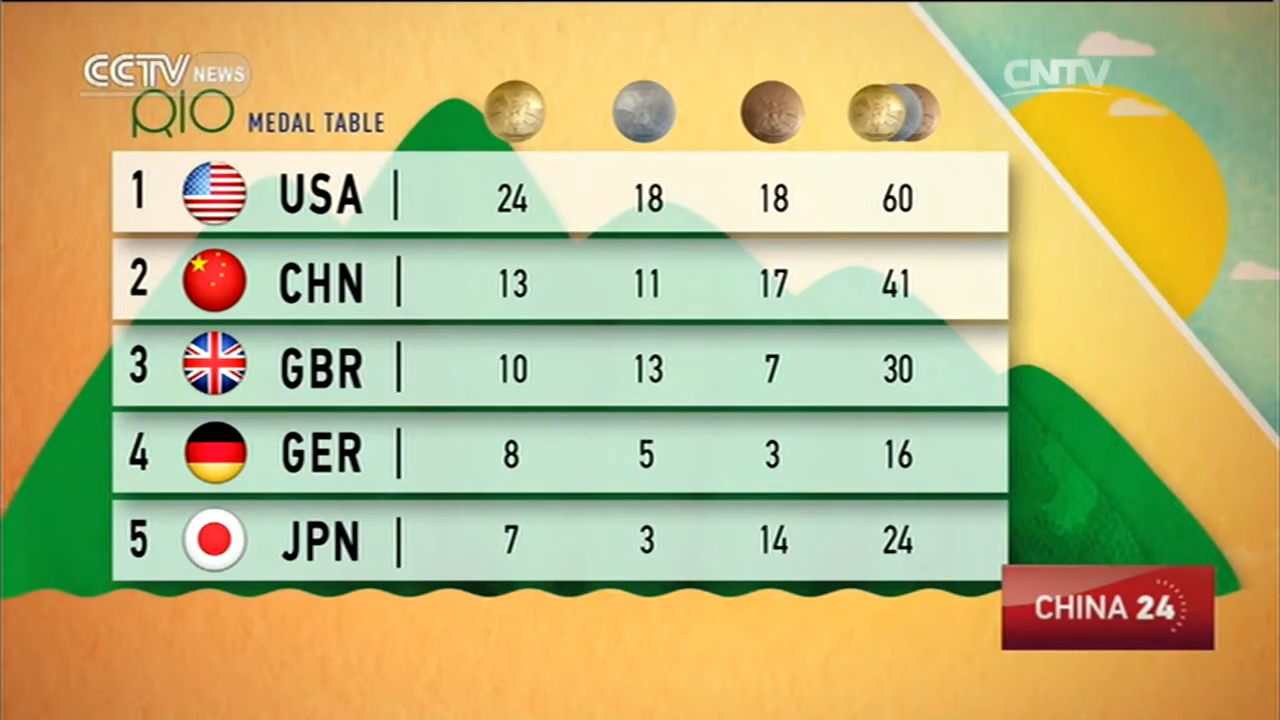 CCTV NEWS
CNTV
RIO MEDAL TABLE
1 USA 24 18 18 60
2 CHN 13 11 17 41
3 GBR 10 13 7 30
4 GER 8 5 3 16
5 JPN 7 3 14 24
CHINA 24